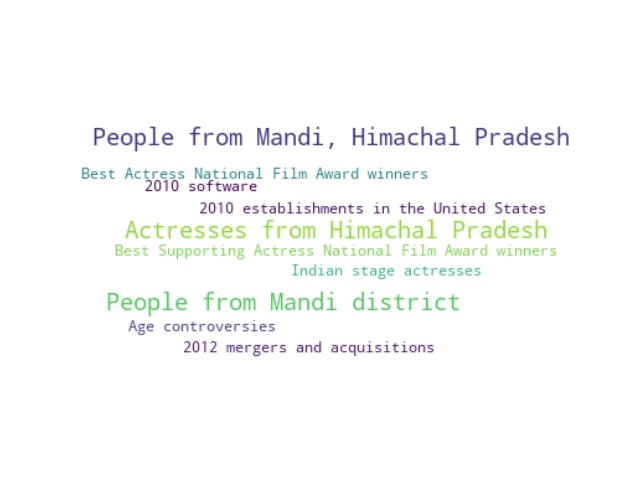 People from Mandi, Himachal Pradesh
Best Actress National Film Award winners
2010 software
2010 establishments in the United States
Actresses from Himachal Pradesh
Best Supporting Actress National Film Award winners
Indian stage actresses
People from Mandi district
Age controversies
2012 mergers and acquisitions